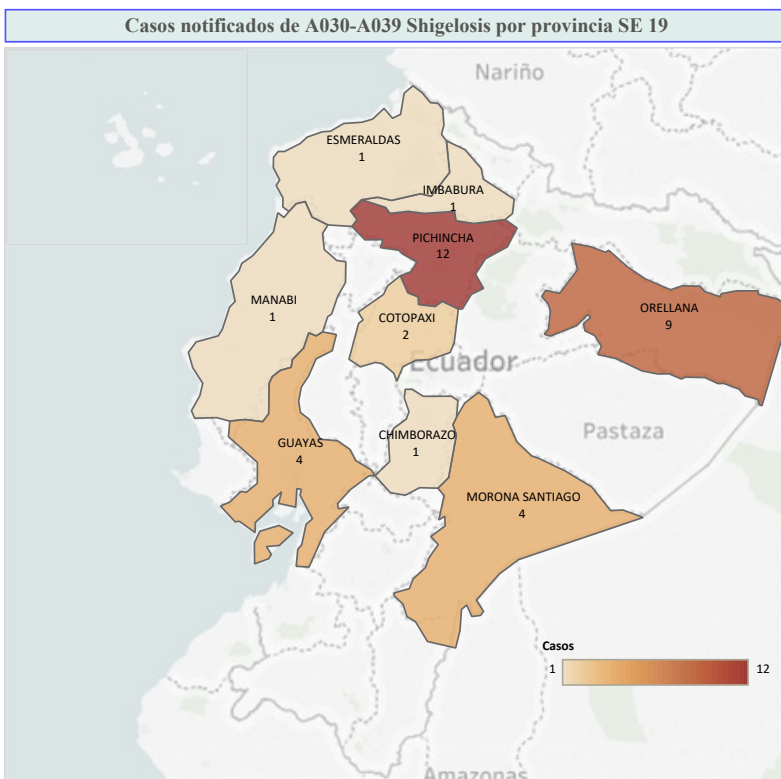 Casos notificados de A030-A039 Shigelosis por provincia SE 19
Nariño
ESMERALDAS
1
IMBABURA
1
PICHINCHA
12
MANABI
1
COTOPAXI
2
ORELLANA
9
Ecuador
Pastaza
CHIMBORAZO
1
GUAYAS
4
MORONA SANTIAGO
4
Casos
1
12
Amazonas